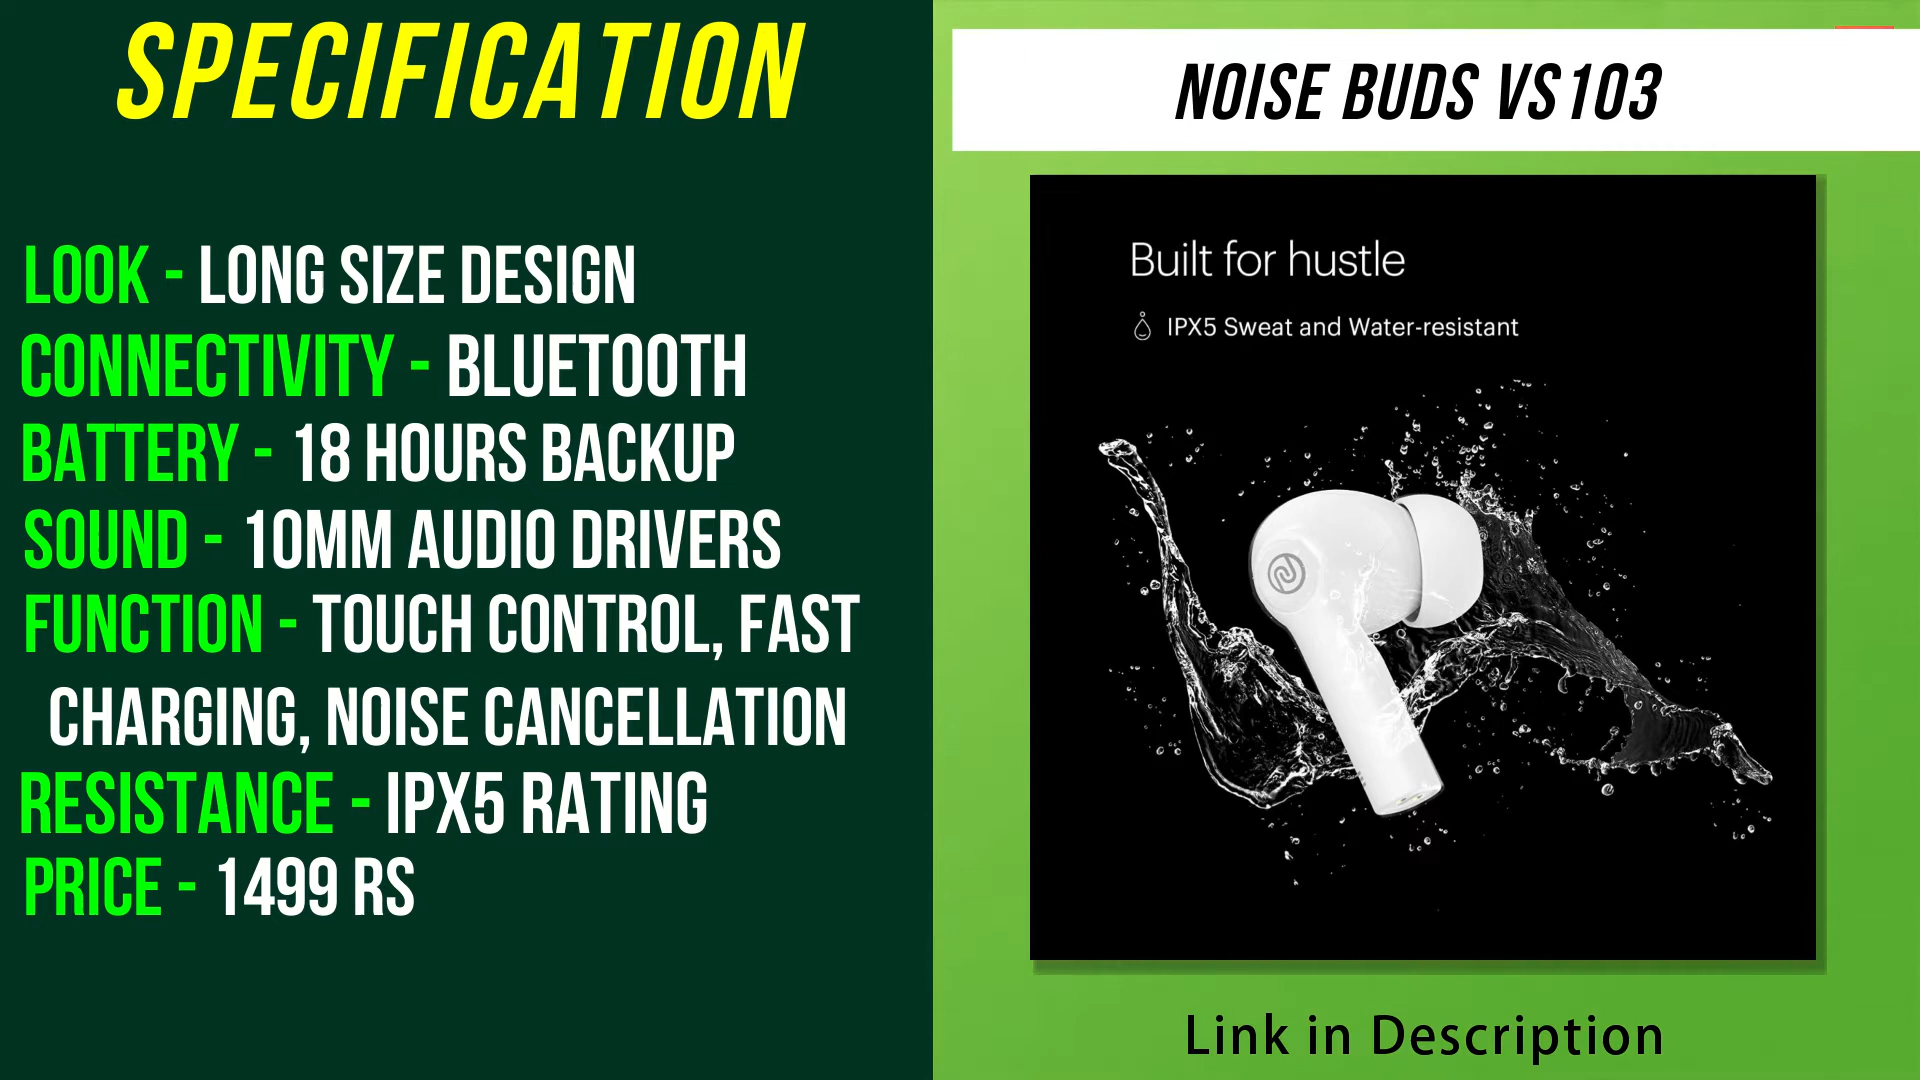 SPECIFICATION
LOOK - LONG SIZE DESIGN
CONNECTIVITY - BLUETOOTH
BATTERY - 18 HOURS BACKUP
SOUND - 10MM AUDIO DRIVERS
FUNCTION - TOUCH CONTROL, FAST
CHARGING, NOISE CANCELLATION
RESISTANCE - IPX5 RATING
PRICE - 1499 RS
NOISE BUDS VS103
Built for hustle
IPX5 Sweat and Water-resistant
Link in Description